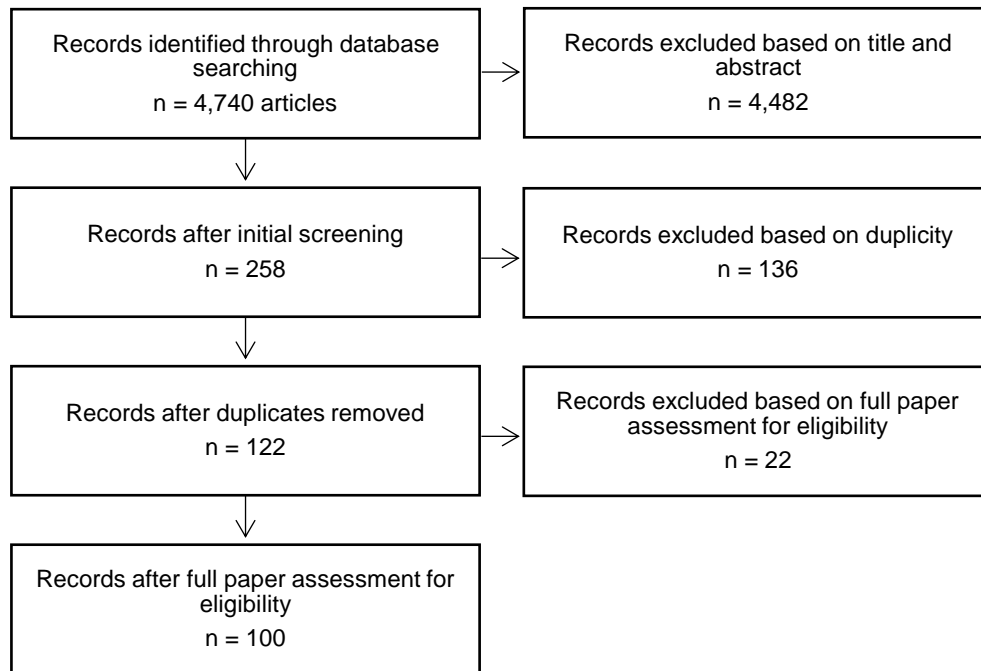 Records identified through database
searching
n = 4,740 articles
Records excluded based on title and
abstract
n = 4,482
Records after initial screening
n = 258
Records excluded based on duplicity
n = 136
Records after duplicates removed
n = 122
Records excluded based on full paper
assessment for eligibility
n = 22
Records after full paper assessment for
eligibility
n = 100